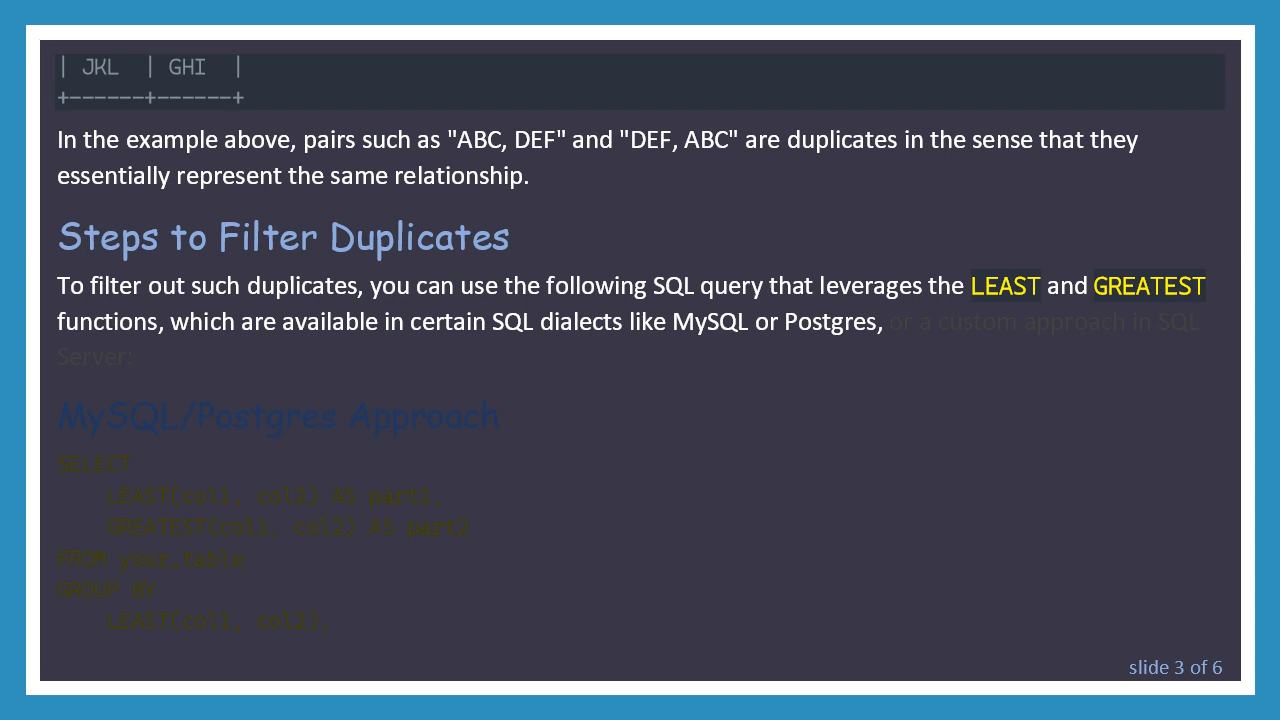 | JKL  | GHI  |
+------+------+
In the example above, pairs such as "ABC, DEF" and "DEF, ABC" are duplicates in the sense that they
essentially represent the same relationship.
Steps to Filter Duplicates
To filter out such duplicates, you can use the following SQL query that leverages the LEAST and GREATEST
functions, which are available in certain SQL dialects like MySQL or Postgres, or a custom approach in SQL
Server:
MySQL/Postgres Approach
SELECT
    LEAST(col1, col2) AS part1,
    GREATEST(col1, col2) AS part2
FROM your_table
GROUP BY
    LEAST(col1, col2),
slide 3 of 6